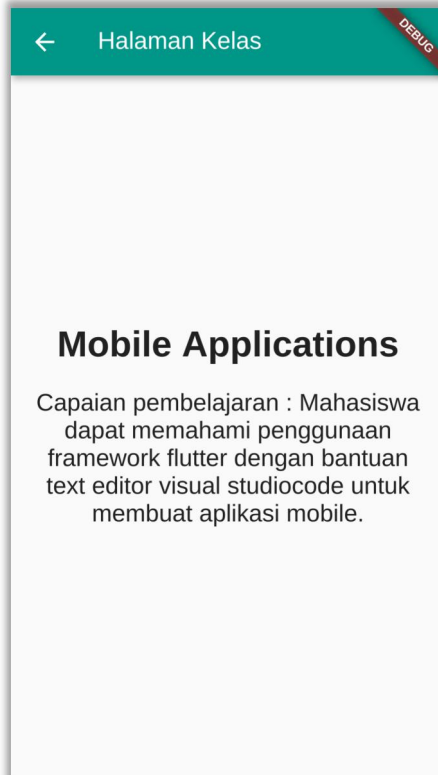 Halaman Kelas
DEBUG
Mobile Applications
Capaian pembelajaran : Mahasiswa
dapat memahami penggunaan
framework flutter dengan bantuan
text editor visual studiocode untuk
membuat aplikasi mobile.